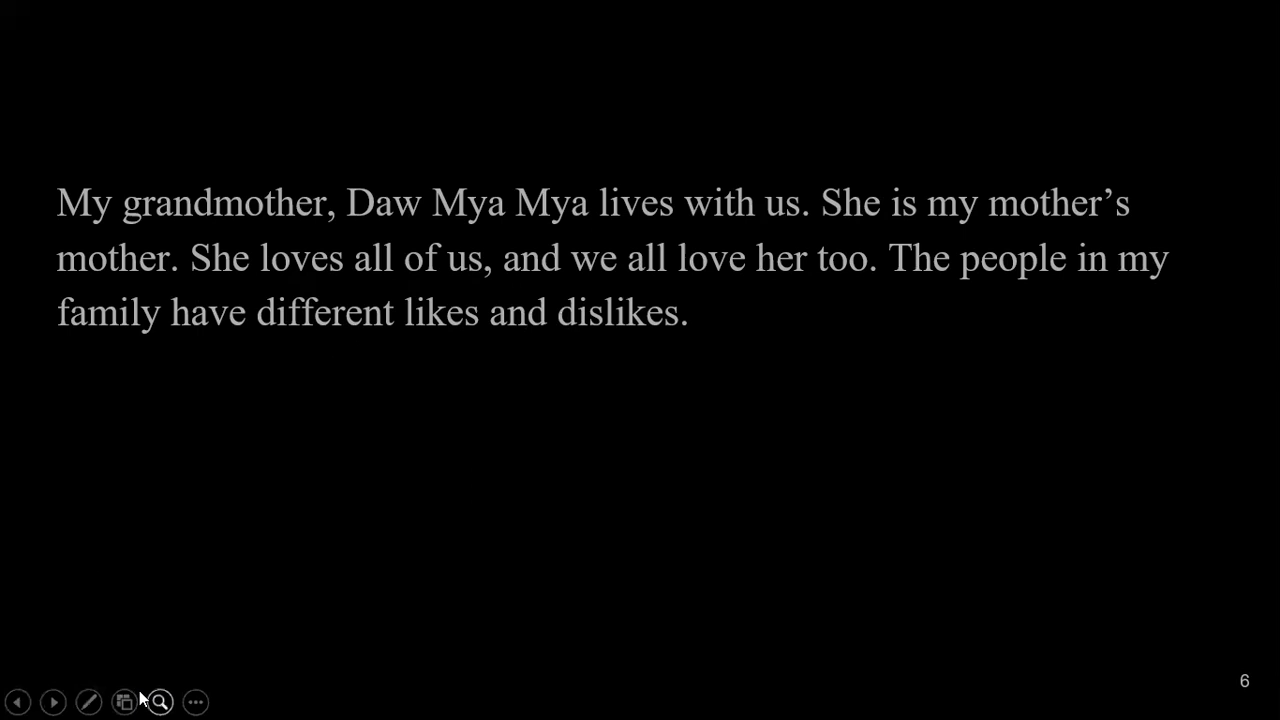 My grandmother, Daw Mya Mya lives with us. She is my mother’s
mother. She loves all of us, and we all love her too. The people in my
family have different likes and dislikes.
6